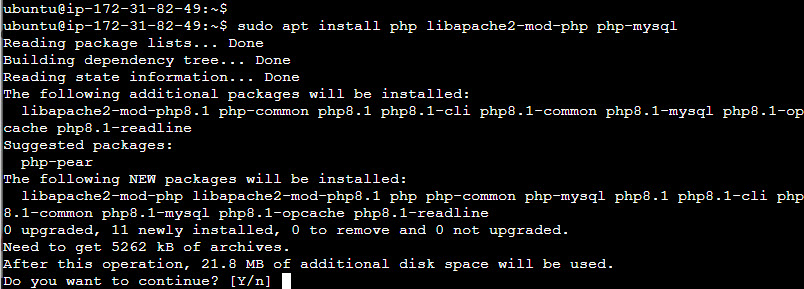 ubuntu@ip-172-31-82-49:~$
ubuntu@ip-172-31-82-49:~$ sudo apt install php libapache2-mod-php php-mysql
Reading package lists... Done
Building dependency tree... Done
Reading state information... Done
The following additional packages will be installed:
  libapache2-mod-php8.1 php-common php8.1 php8.1-cli php8.1-common php8.1-mysql php8.1-op
cache php8.1-readline
Suggested packages:
  php-pear
The following NEW packages will be installed:
  libapache2-mod-php libapache2-mod-php8.1 php php-common php-mysql php8.1 php8.1-cli php
8.1-common php8.1-mysql php8.1-opcache php8.1-readline
0 upgraded, 11 newly installed, 0 to remove and 0 not upgraded.
Need to get 5262 kB of archives.
After this operation, 21.8 MB of additional disk space will be used.
Do you want to continue? [Y/n]